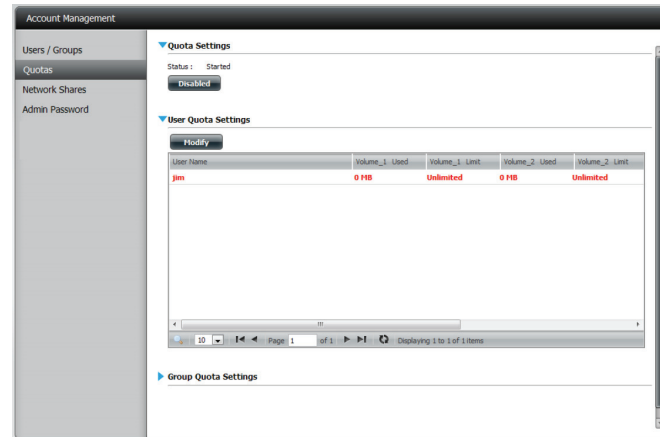 Account Management
Users / Groups
Quotas
Network Shares
Admin Password
Quota Settings
Status : Started
Disabled
User Quota Settings
Modify
User Name Volume_1 Used Volume_1 Limit Volume_2 Used Volume_2 Limit
jim 0 MB Unlimited 0 MB Unlimited
10 Page 1 of 1 Displaying 1 to 1 of 1 items
Group Quota Settings